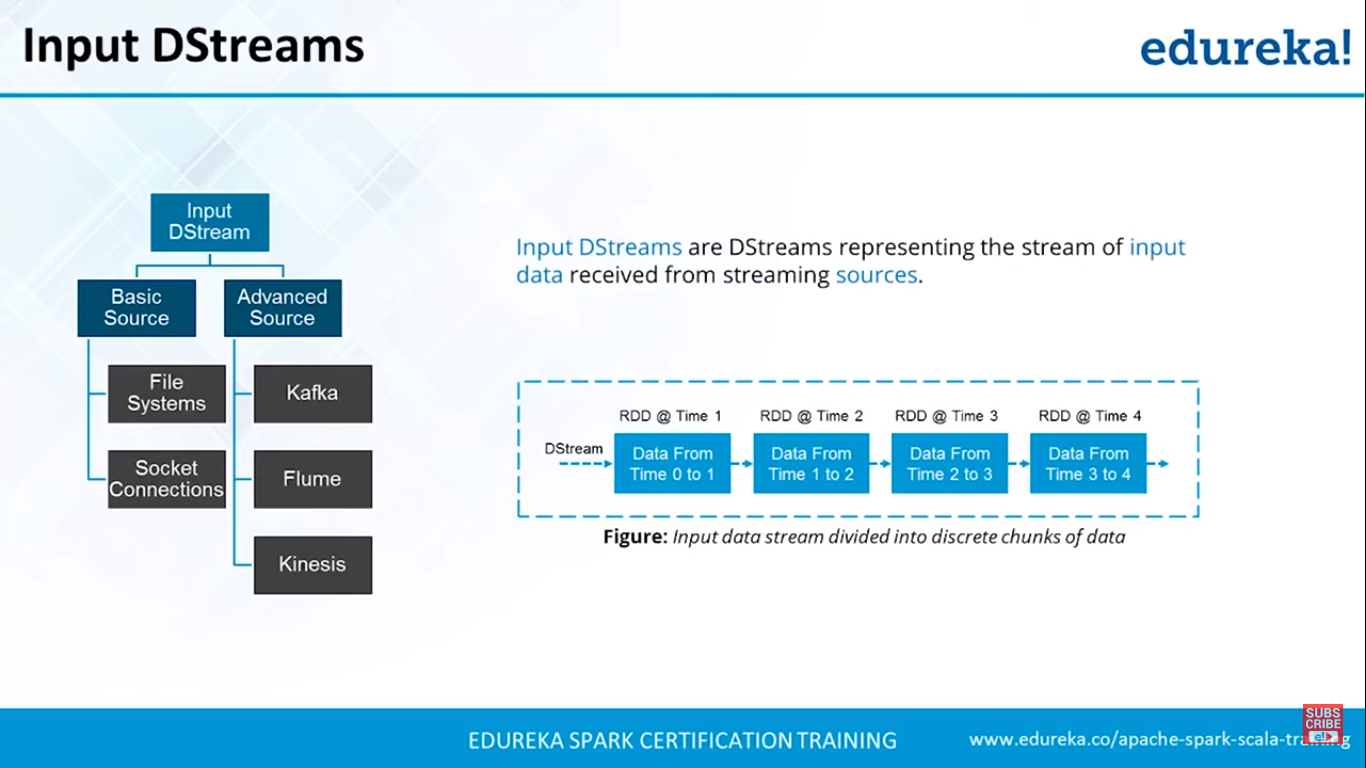 Input DStreams
edureka!
Input
DStream
Basic
Source
Advanced
Source
File
Systems
Socket
Connections
Kafka
Flume
Kinesis
Input DStreams are DStreams representing the stream of input
data received from streaming sources.
RDD @ Time 1 RDD @ Time 2 RDD @ Time 3 RDD @ Time 4
DStream
Data From
Time 0 to 1
Data From
Time 1 to 2
Data From
Time 2 to 3
Data From
Time 3 to 4
Figure: Input data stream divided into discrete chunks of data
EDUREKA SPARK CERTIFICATION TRAINING
www.edureka.co/apache-spark-scala-training
SUBS
CRIBE
e!